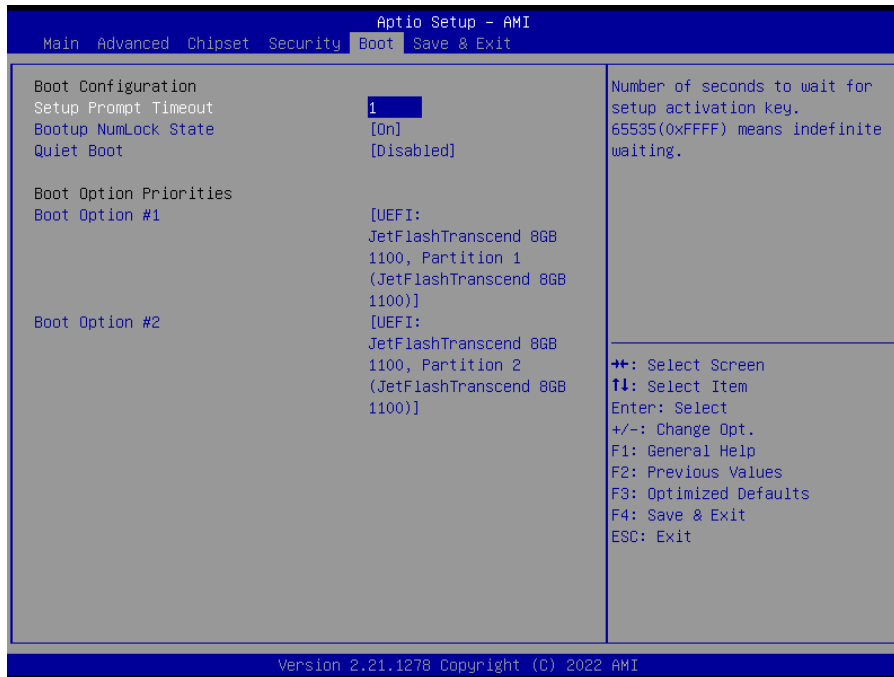 Aptio Setup – AMI
Main Advanced Chipset Security Boot Save & Exit
Boot Configuration
Setup Prompt Timeout 1
Bootup NumLock State [On]
Quiet Boot [Disabled]
Boot Option Priorities
Boot Option #1 [UEFI:
JetFlashTranscend 8GB
1100, Partition 1
(JetFlashTranscend 8GB
1100)]
Boot Option #2 [UEFI:
JetFlashTranscend 8GB
1100, Partition 2
(JetFlashTranscend 8GB
1100)]
Number of seconds to wait for
setup activation key.
65535(0xFFFF) means indefinite
waiting.
→←: Select Screen
↑↓: Select Item
Enter: Select
+/-: Change Opt.
F1: General Help
F2: Previous Values
F3: Optimized Defaults
F4: Save & Exit
ESC: Exit
Version 2.21.1278 Copyright (C) 2022 AMI